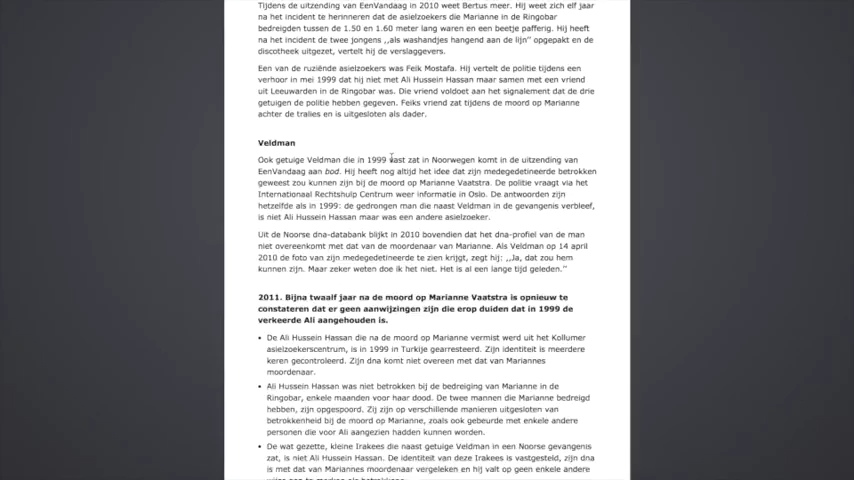 Tijdens de uitzending van EenVandaag in 2010 weet Bertus meer. Hij weet zich elf jaar
na het incident te herinneren dat de asielzoekers die Marianne in de Ringobar
bedreigden tussen de 1.50 en 1.60 meter lang waren en een beetje pafferig. Hij heeft
na het incident de twee jongens ,,als washandjes hangend aan de lijn" opgepakt en de
discotheek uitgezet, vertelt hij de verslaggevers.
Een van de ruziënde asielzoekers was Feik Mostafa. Hij vertelt de politie tijdens een
verhoor in mei 1999 dat hij niet met Ali Hussein Hassan maar samen met een vriend
uit Leeuwarden in de Ringobar was. Die vriend voldoet aan het signalement dat de drie
getuigen de politie hebben gegeven. Feiks vriend zat tijdens de moord op Marianne
achter de tralies en is uitgesloten als dader.
Veldman
Ook getuige Veldman die in 1999 vast zat in Noorwegen komt in de uitzending van
EenVandaag aan bod. Hij heeft nog altijd het idee dat zijn medegedetineerde betrokken
geweest zou kunnen zijn bij de moord op Marianne Vaatstra. De politie vraagt via het
Internationaal Rechtshulp Centrum weer informatie in Oslo. De antwoorden zijn
hetzelfde als in 1999: de gedrongen man die naast Veldman in de gevangenis verbleef,
is niet Ali Hussein Hassan maar was een andere asielzoeker.
Uit de Noorse dna-databank blijkt in 2010 bovendien dat het dna-profiel van de man
niet overeenkomt met dat van de moordenaar van Marianne. Als Veldman op 14 april
2010 de foto van zijn medegedetineerde te zien krijgt, zegt hij: ,,Ja, dat zou hem
kunnen zijn. Maar zeker weten doe ik het niet. Het is al een lange tijd geleden."
2011. Bijna twaalf jaar na de moord op Marianne Vaatstra is opnieuw te
constateren dat er geen aanwijzingen zijn die erop duiden dat in 1999 de
verkeerde Ali aangehouden is.
• De Ali Hussein Hassan die na de moord op Marianne vermist werd uit het Kollumer
asielzoekerscentrum, is in 1999 in Turkije gearresteerd. Zijn identiteit is meerdere
keren gecontroleerd. Zijn dna komt niet overeen met dat van Mariannes
moordenaar.
• Ali Hussein Hassan was niet betrokken bij de bedreiging van Marianne in de
Ringobar, enkele maanden voor haar dood. De twee mannen die Marianne bedreigd
hebben, zijn opgespoord. Zij zijn op verschillende manieren uitgesloten van
betrokkenheid bij de moord op Marianne, zoals ook gebeurde met enkele andere
personen die voor Ali aangezien hadden kunnen worden.
• De wat gezette, kleine Irakees die naast getuige Veldman in een Noorse gevangenis
zat, is niet Ali Hussein Hassan. De identiteit van deze Irakees is vastgesteld, zijn dna
is met dat van Mariannes moordenaar vergeleken en hij valt op geen enkele andere